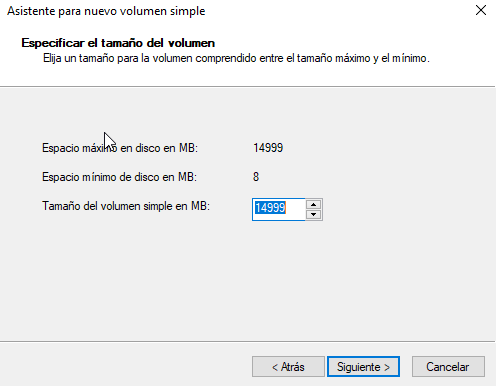 Asistente para nuevo volumen simple
Especificar el tamaño del volumen
Elija un tamaño para la volumen comprendido entre el tamaño máximo y el mínimo.
Espacio máximo en disco en MB: 14999
Espacio mínimo de disco en MB: 8
Tamaño del volumen simple en MB: 14999
< Atrás Siguiente > Cancelar